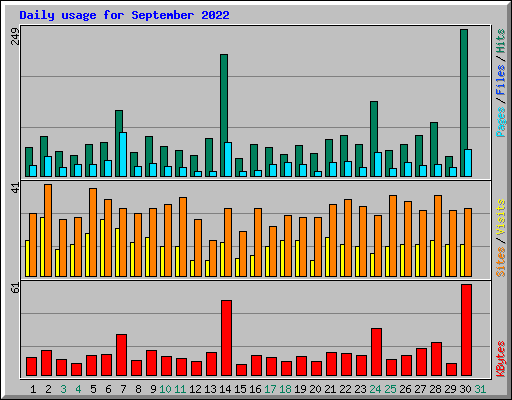 Daily usage for September 2022
249
Pages / Files / Hits
41
Sites / Visits
61
KBytes
1 2 3 4 5 6 7 8 9 10 11 12 13 14 15 16 17 18 19 20 21 22 23 24 25 26 27 28 29 30 31